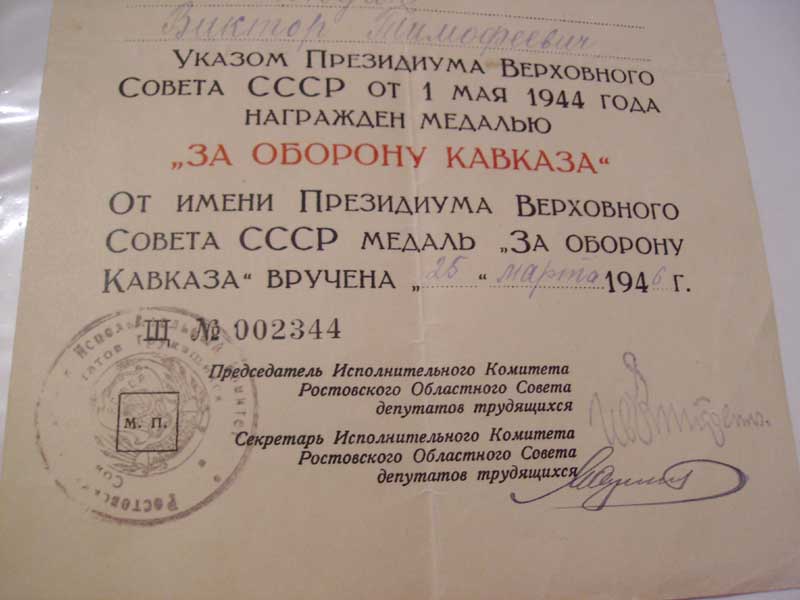 Виктор Тимофеевич
Указом Президиума Верховного
Совета СССР от 1 мая 1944 года
награжден медалью
„ЗА ОБОРОНУ КАВКАЗА“
От имени Президиума Верховного
Совета СССР медаль „За оборону
Кавказа“ вручена „25“ марта 1946 г.
Щ № 002344
Председатель Исполнительного Комитета
Ростовского Областного Совета
депутатов трудящихся
М. П.
Секретарь Исполнительного Комитета
Ростовского Областного Совета
депутатов трудящихся